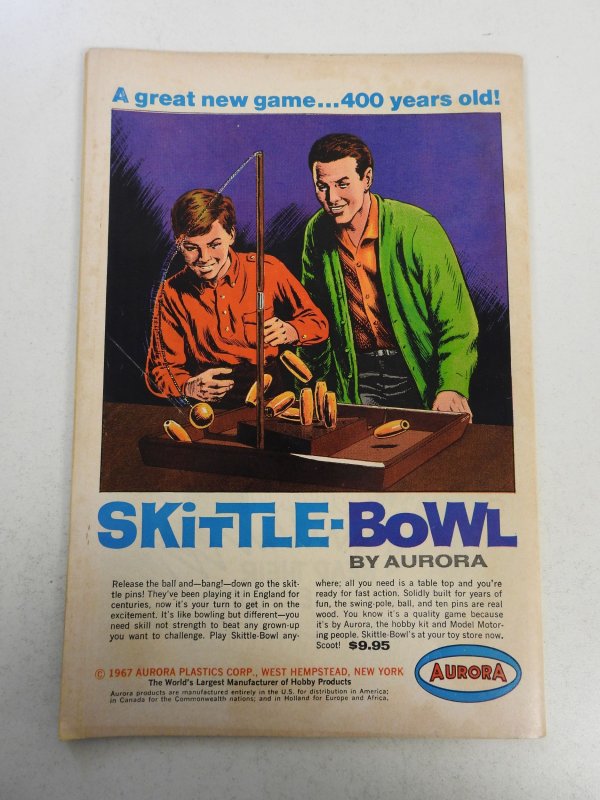 A great new game...400 years old!
SKiTTLE-BoWL
BY AURORA
Release the ball and—bang!—down go the skit-
tle pins! They've been playing it in England for
centuries, now it's your turn to get in on the
excitement. It's like bowling but different—you
need skill not strength to beat any grown-up
you want to challenge. Play Skittle-Bowl any-
where; all you need is a table top and you're
ready for fast action. Solidly built for years of
fun, the swing-pole, ball, and ten pins are real
wood. You know it's a quality game because
it's by Aurora, the hobby kit and Model Motor-
ing people. Skittle-Bowl's at your toy store now.
Scoot! $9.95
© 1967 AURORA PLASTICS CORP., WEST HEMPSTEAD, NEW YORK
The World's Largest Manufacturer of Hobby Products
Aurora products are manufactured entirely in the U.S. for distribution in America;
in Canada for the Commonwealth nations; and in Holland for Europe and Africa.
AURORA